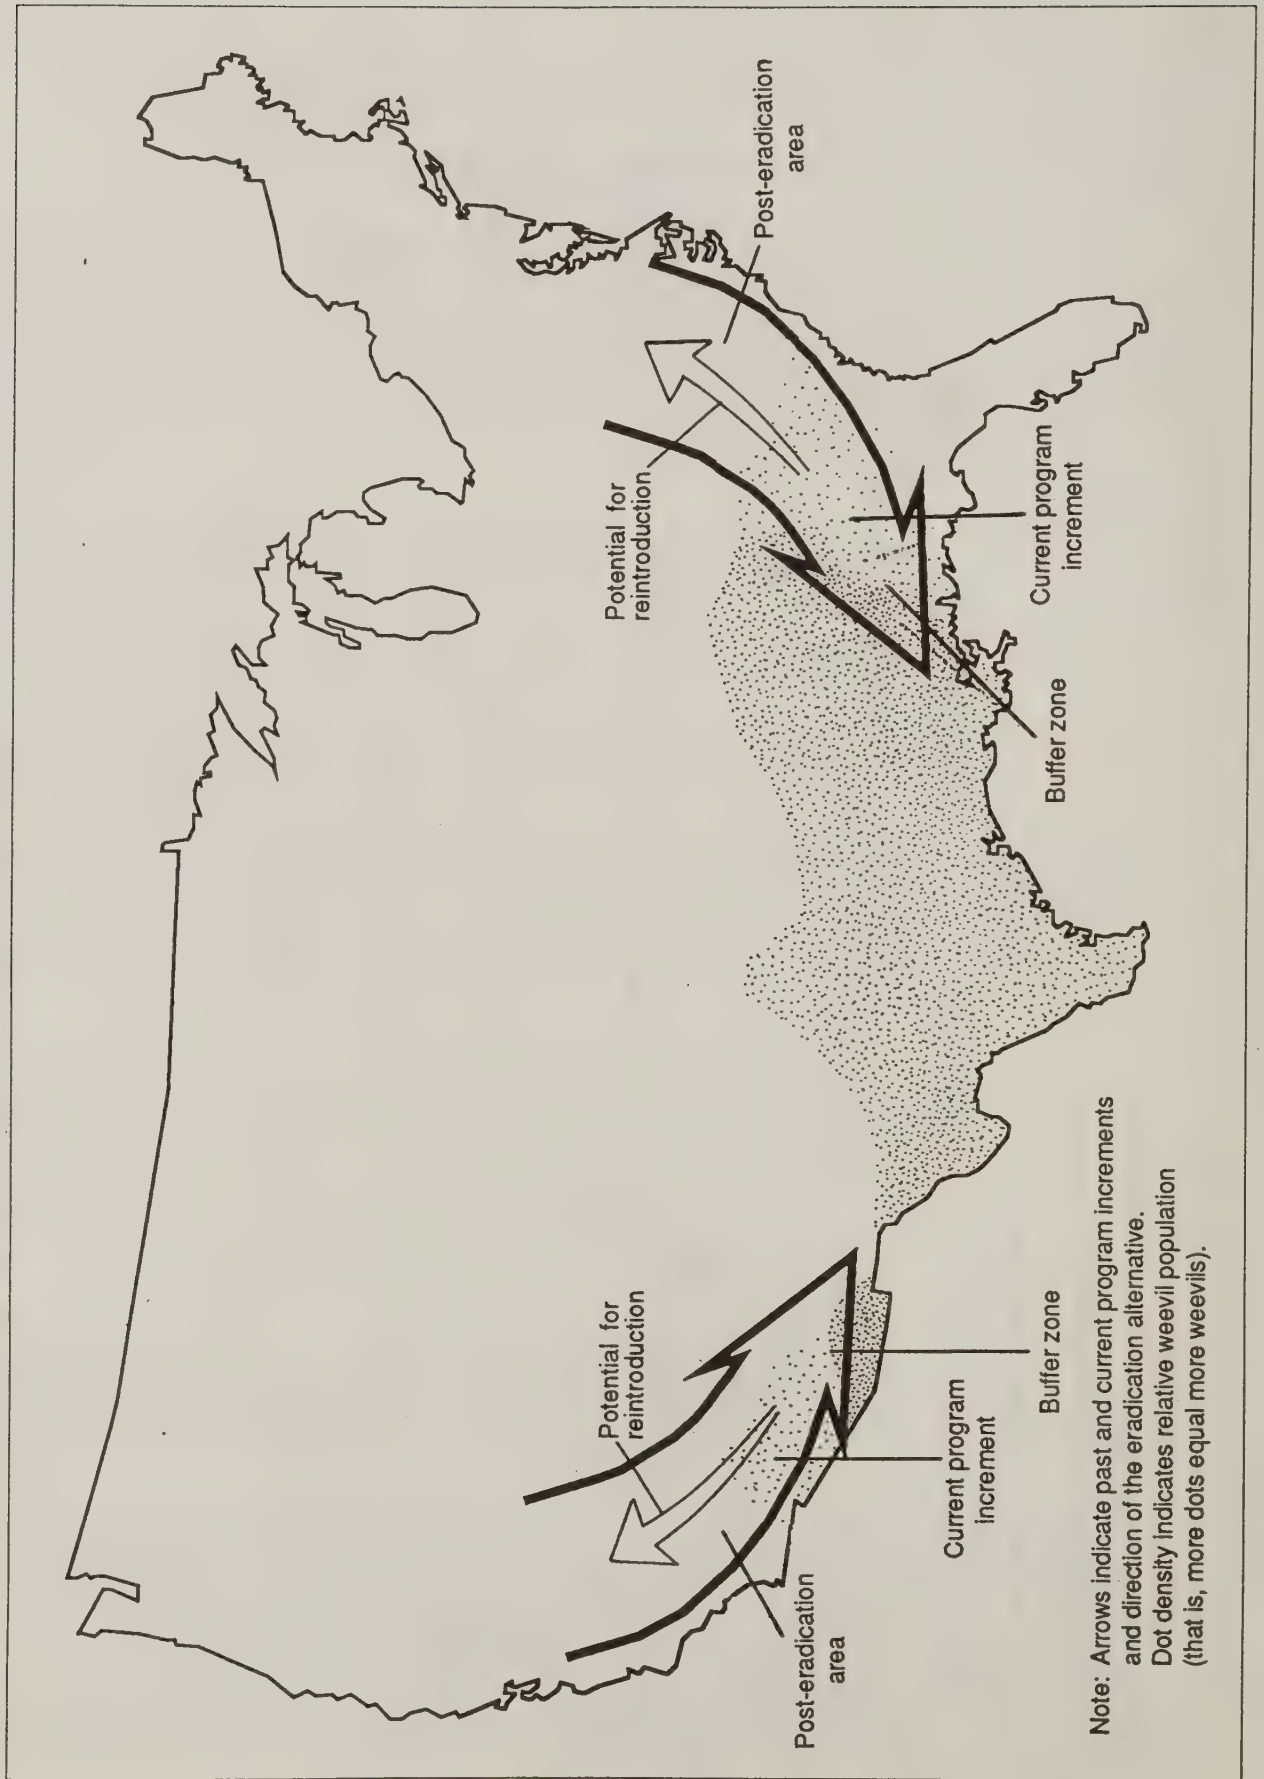 Potential for
reintroduction
Post-eradication
area
Current program
increment
Buffer zone
Potential for
reintroduction
Post-eradication
area
Current program
increment
Buffer zone
Note: Arrows indicate past and current program increments
and direction of the eradication alternative.
Dot density indicates relative weevil population
(that is, more dots equal more weevils).